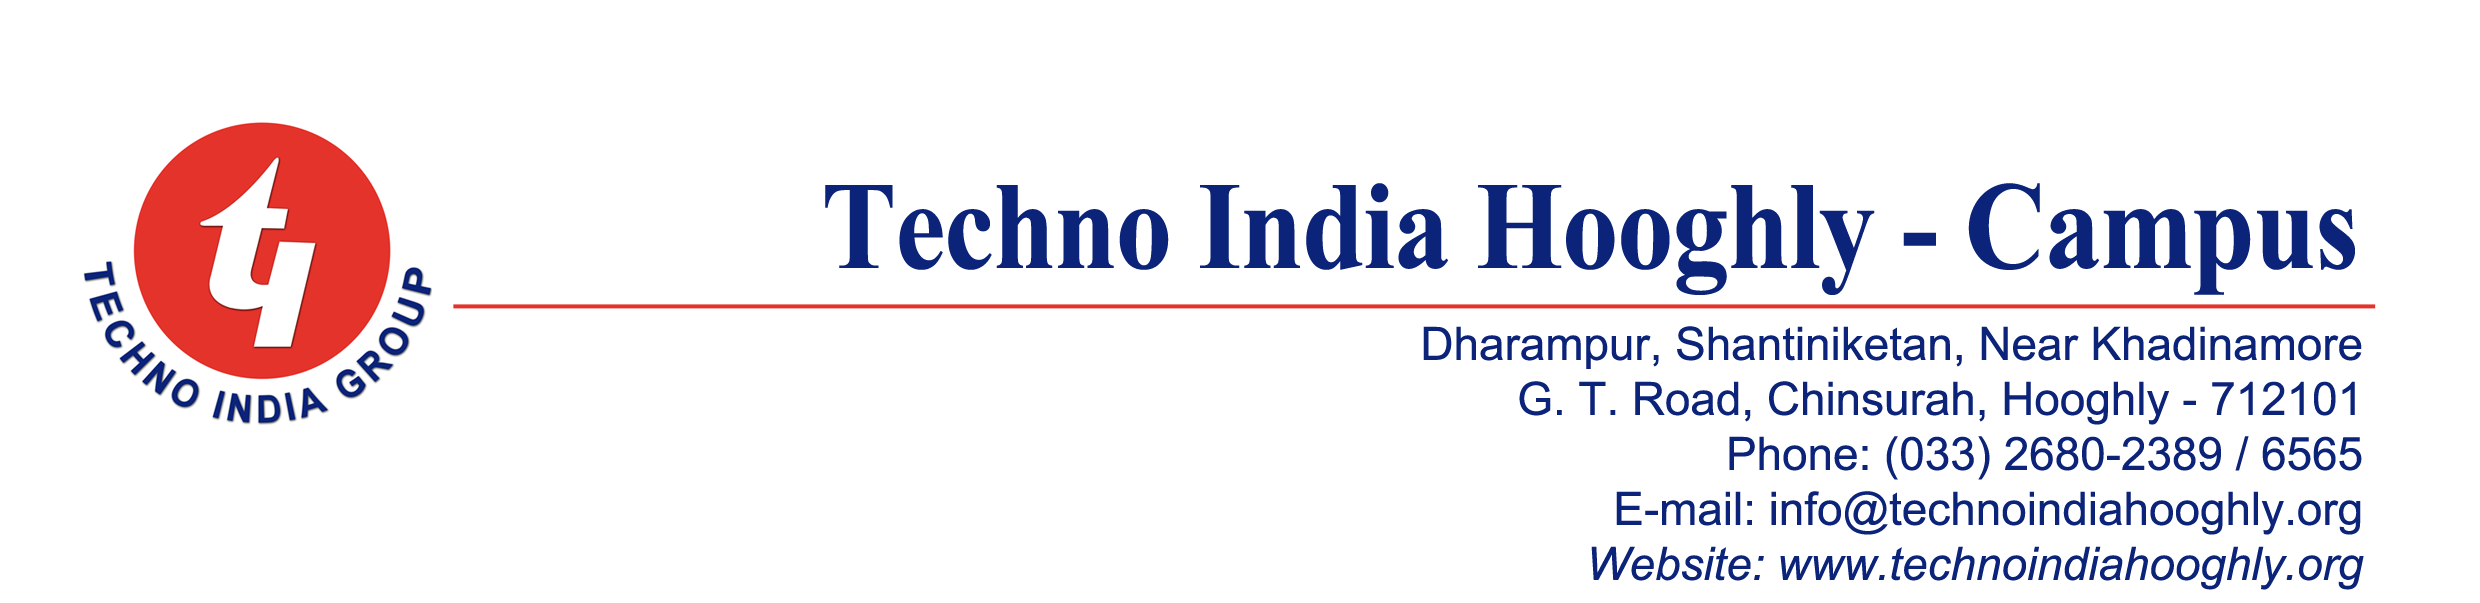 TECHNO INDIA GROUP
Techno India Hooghly - Campus
Dharampur, Shantiniketan, Near Khadinamore
G. T. Road, Chinsurah, Hooghly - 712101
Phone: (033) 2680-2389 / 6565
E-mail: info@technoindiahooghly.org
Website: www.technoindiahooghly.org